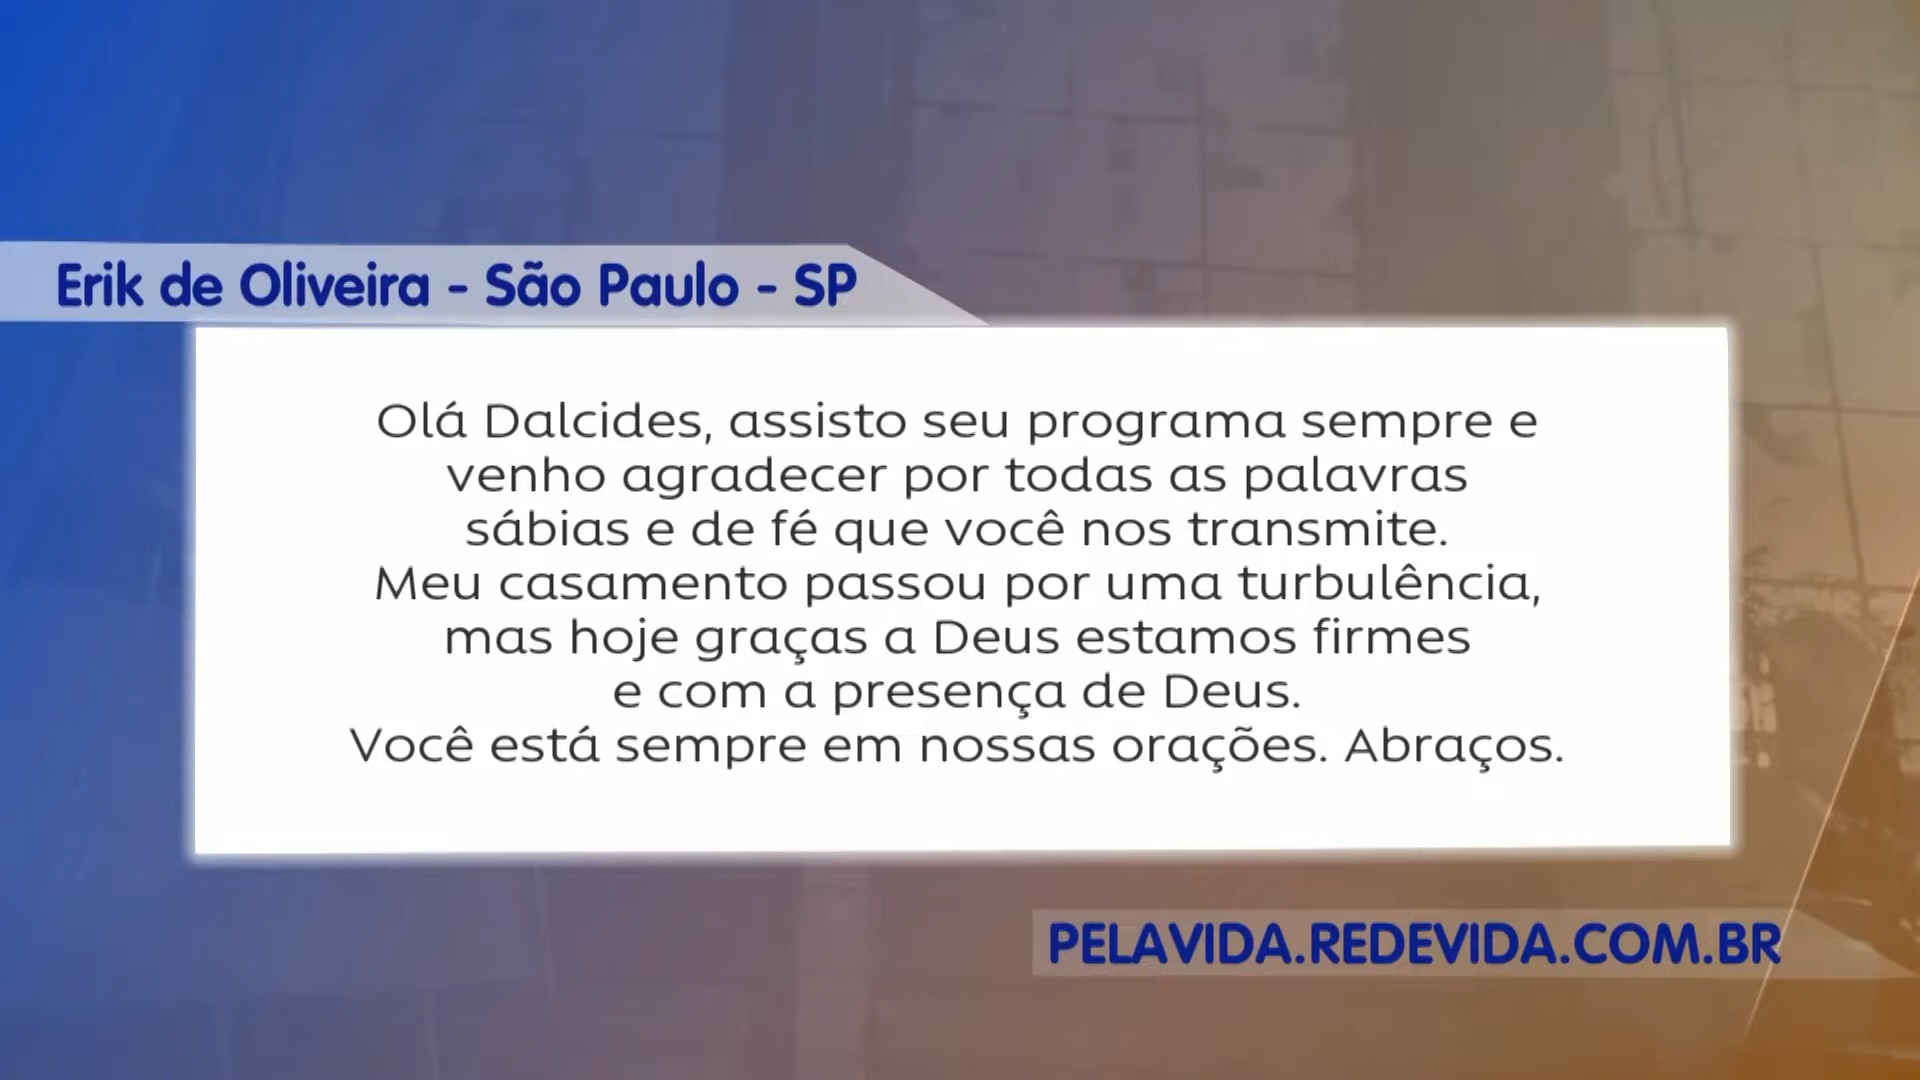 Erik de Oliveira - São Paulo - SP
Olá Dalcides, assisto seu programa sempre e
venho agradecer por todas as palavras
sábias e de fé que você nos transmite.
Meu casamento passou por uma turbulência,
mas hoje graças a Deus estamos firmes
e com a presença de Deus.
Você está sempre em nossas orações. Abraços.
PELAVIDA.REDEVIDA.COM.BR